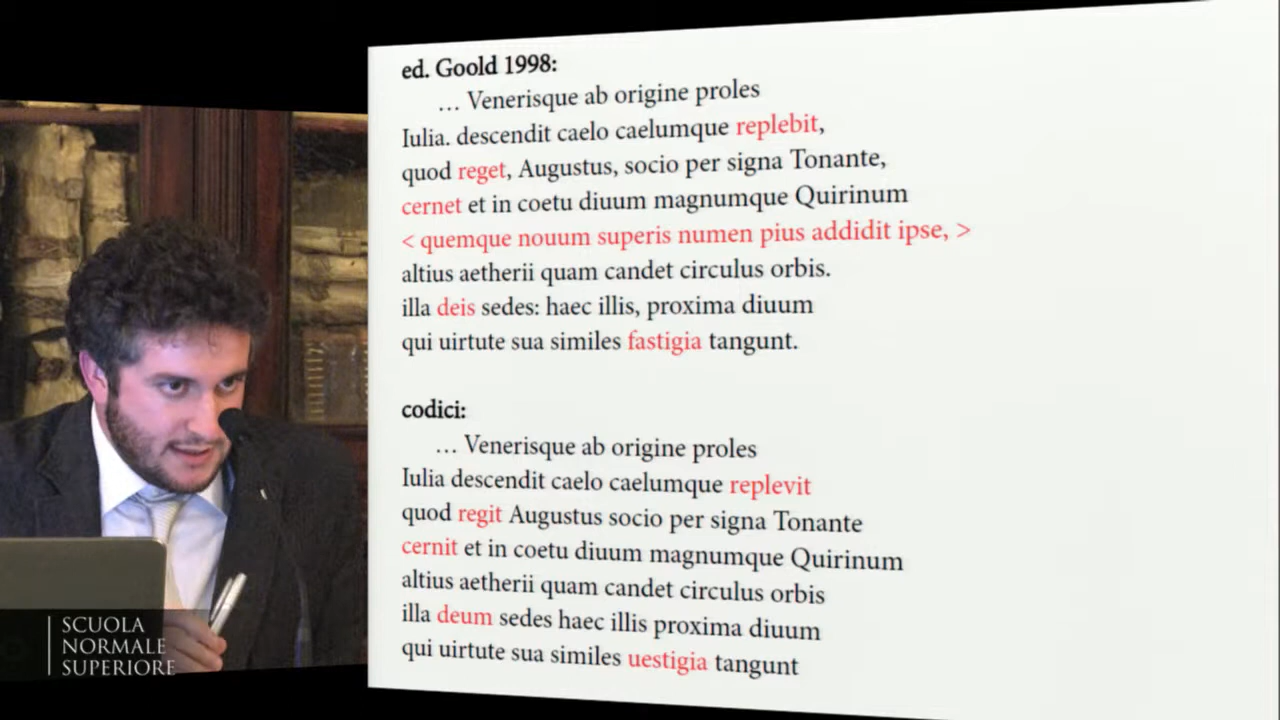 ed. Goold 1998:
… Venerisque ab origine proles
Iulia. descendit caelo caelumque replebit,
quod reget, Augustus, socio per signa Tonante,
cernet et in coetu diuum magnumque Quirinum
< quemque nouum superis numen pius addidit ipse, >
altius aetherii quam candet circulus orbis.
illa deis sedes: haec illis, proxima diuum
qui uirtute sua similes fastigia tangunt.
codici:
… Venerisque ab origine proles
Iulia descendit caelo caelumque replevit
quod regit Augustus socio per signa Tonante
cernit et in coetu diuum magnumque Quirinum
altius aetherii quam candet circulus orbis
illa deum sedes haec illis proxima diuum
qui uirtute sua similes uestigia tangunt
SCUOLA
NORMALE
SUPERIORE